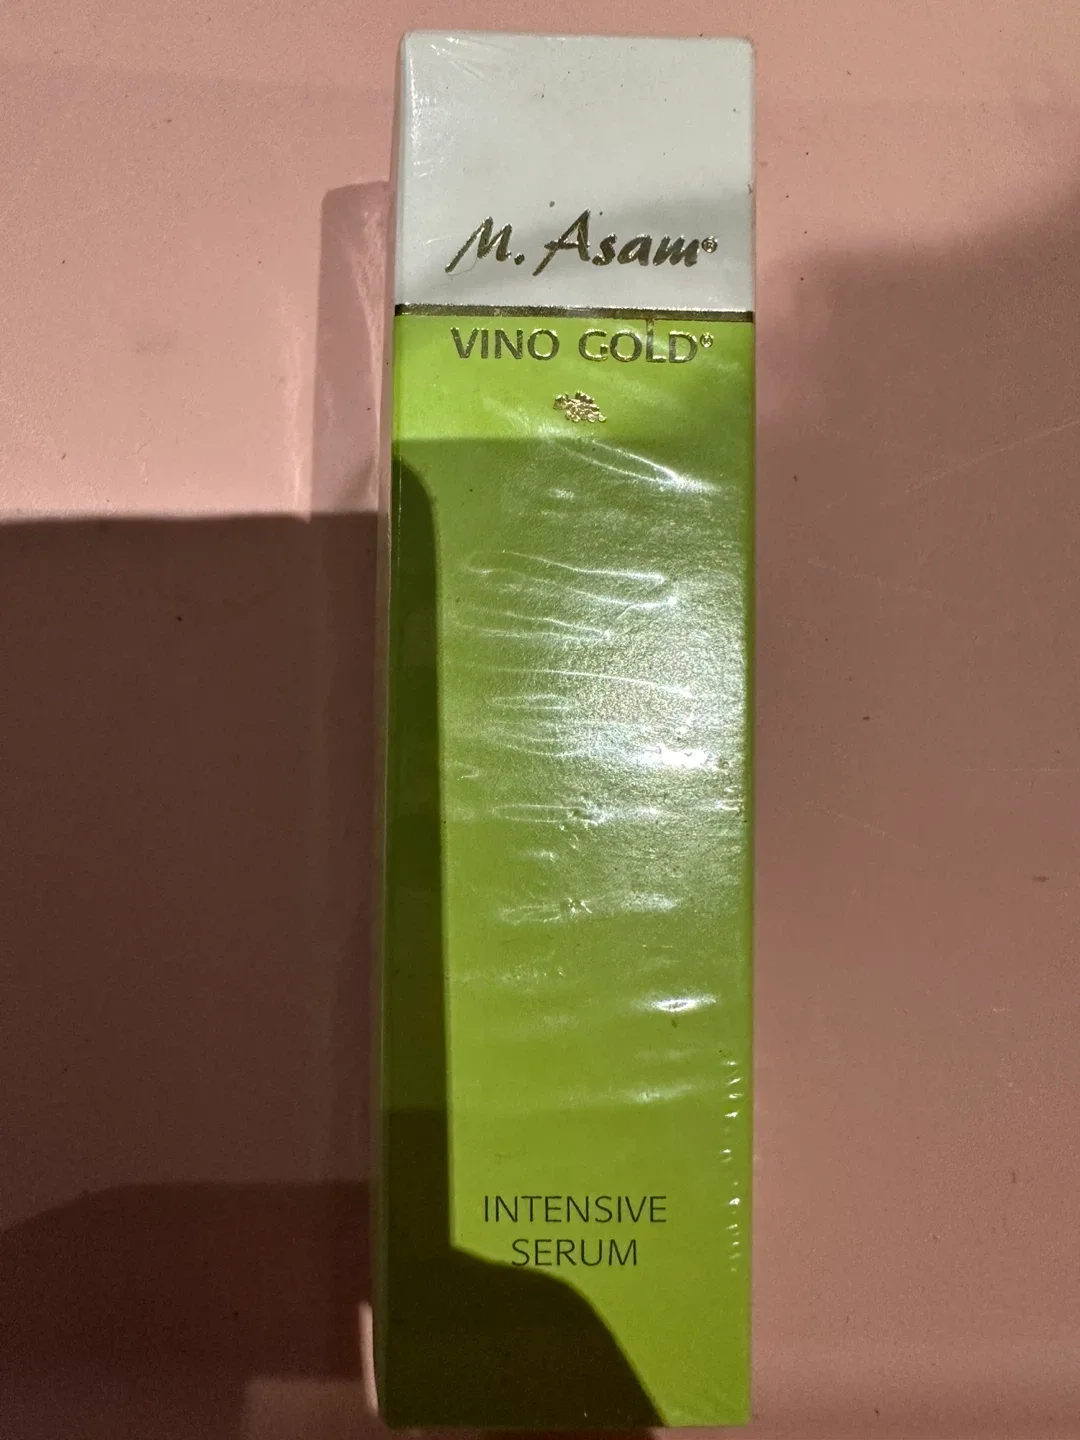 M. Asam®
VINO GOLD®
INTENSIVE
SERUM